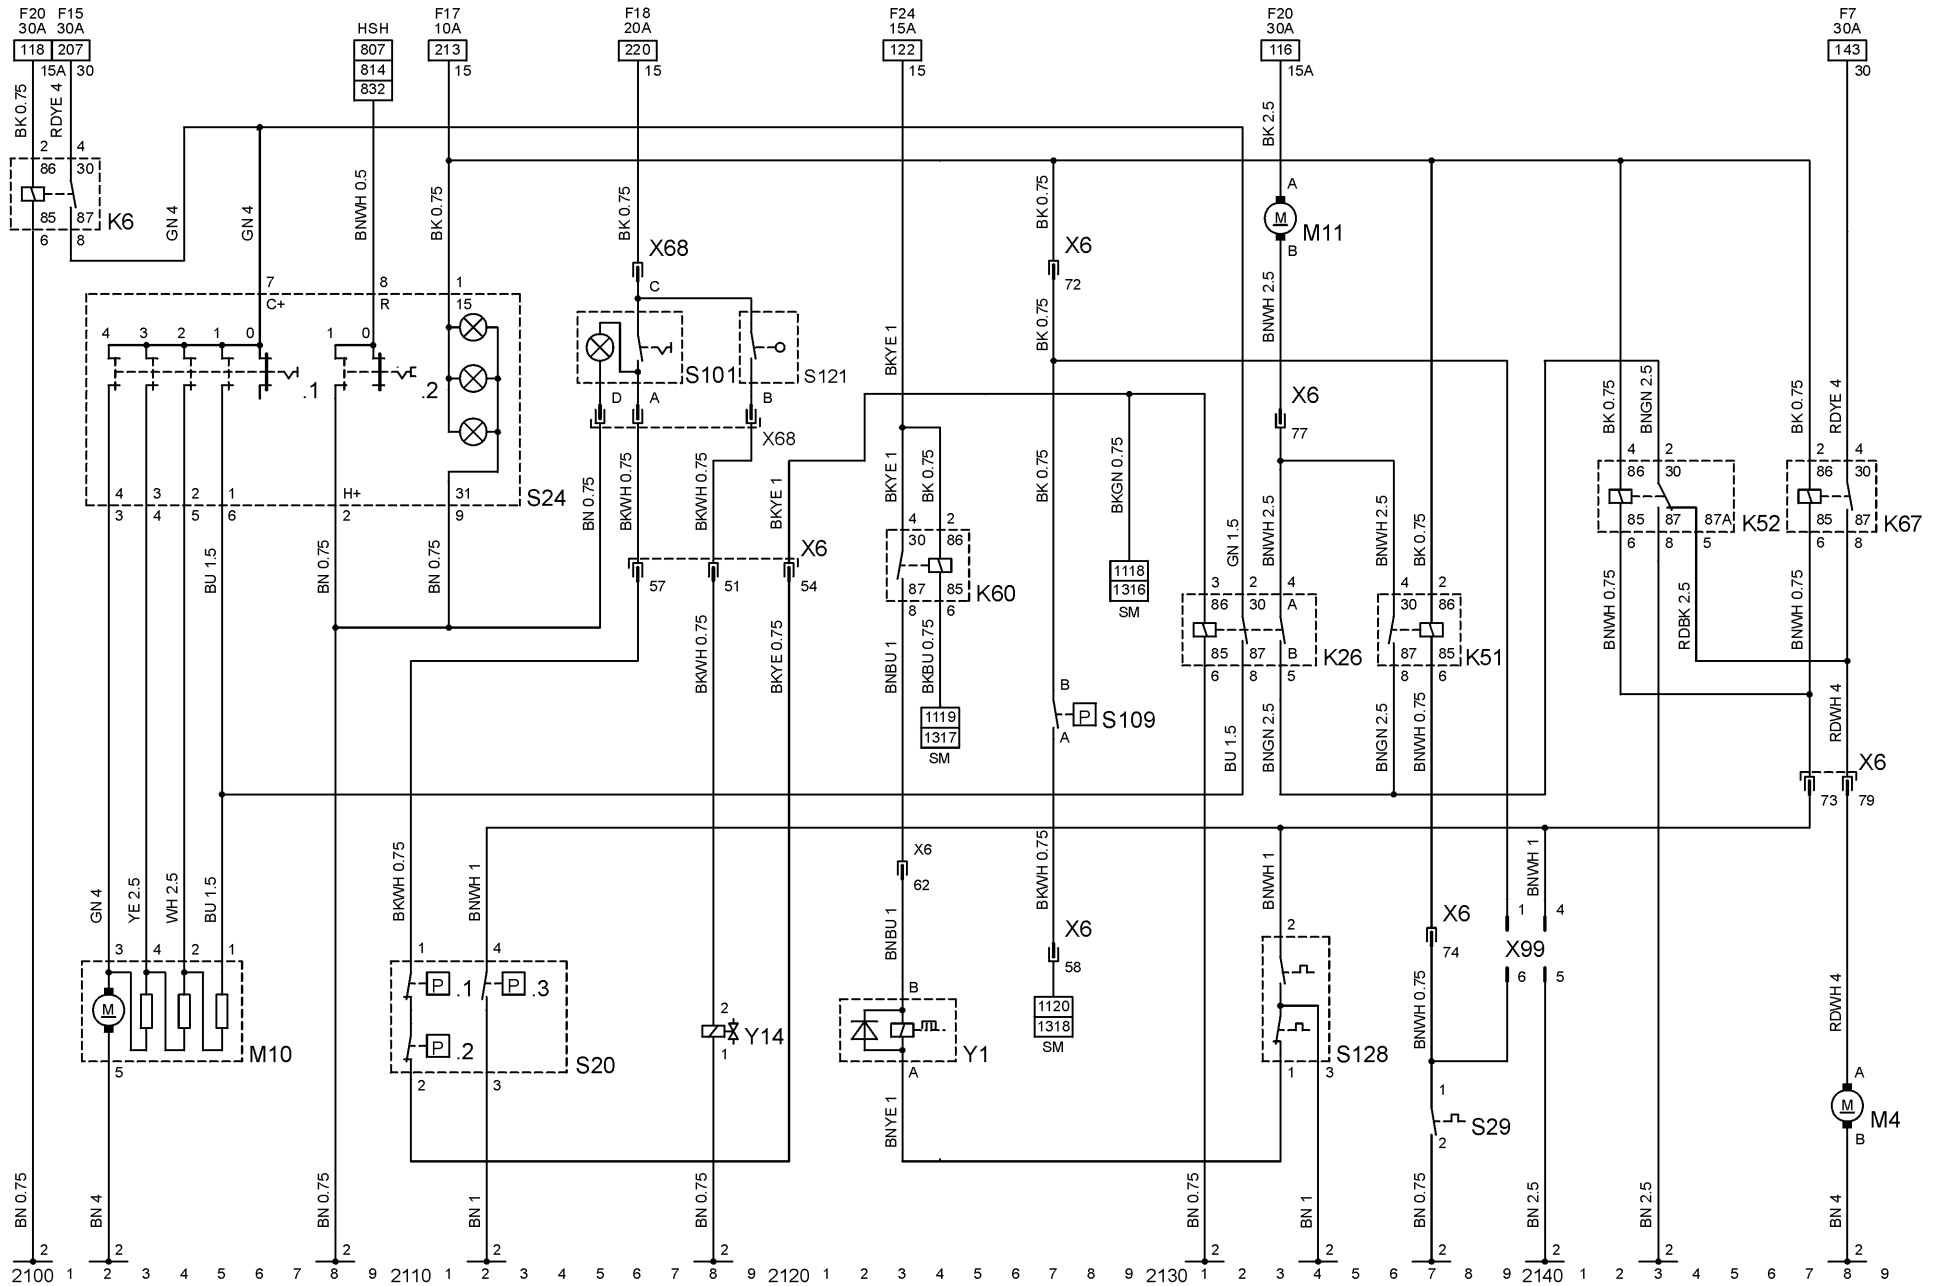 F20 F15 F17 F18 F24 F20 F7
30A 30A HSH 10A 20A 15A 30A 30A
118 207 807 213 220 122 116 143
15A 30 814 15 15 15 15A 30
832
BK 0.75 RDYE 4 BK 2.5
2 4
86 30
GN 4 GN 4 BNWH 0.5 BK 0.75 BK 0.75 BK 0.75 A
85 87 K6 M M11
6 8 X68 X6 B
7 8 1 C 72 BNWH 2.5
C+ R 15
4 3 2 1 0 1 0 BKYE 1 BK 0.75
.1 .2 S101 S121 BK 0.75 BNGN 2.5 BK 0.75 RDYE 4
D A B X6
X68 77
BN 0.75 BKWH 0.75 BKWH 0.75 BKYE 1 BKYE 1 BK 0.75 BK 0.75 BKGN 0.75
4 2 2 4
86 30 86 30
4 3 2 1 H+ 31 S24
3 4 5 6 2 9
85 87 87A K52 85 87 K67
6 8 5 6 8
4 2
30 86
GN 1.5 BNWH 2.5 BNWH 2.5 BK 0.75
BU 1.5 BN 0.75 BN 0.75 X6
57 51 54
87 85 K60
8 6
1118
1316
SM
3 2 4 4 2
86 30 A 30 86
BNWH 0.75 RDBK 2.5 BNWH 0.75
85 87 B K26 87 85 K51
6 8 5 8 6
BKWH 0.75 BKYE 0.75 BNBU 1 BKBU 0.75
B
P S109
A
1119
1317
SM
BU 1.5 BNGN 2.5 BNGN 2.5 BNWH 0.75 RDWH 4
X6
73 79
GN 4 YE 2.5 WH 2.5 BU 1.5 BKWH 0.75 BNWH 1
X6
62
BKWH 0.75 BNWH 1 BNWH 1
X6 X6 1 4
58 74 X99
6 5
BNBU 1 2
3 4 2 1 1 4
P .1 P .3
M M10 P .2 S20
5 2 3
2
Y14
1
B
Y1
A
1120
1318
SM
S128
1 3
BNWH 0.75 RDWH 4
1
S29
2
A
M M4
B
BNYE 1
BN 0.75 BN 4 BN 0.75 BN 1 BN 0.75 BN 0.75 BN 1 BN 0.75 BN 2.5 BN 2.5 BN 4
2 2 2 2 2 2 2 2 2 2 2
2100 1 2 3 4 5 6 7 8 9 2110 1 2 3 4 5 6 7 8 9 2120 1 2 3 4 5 6 7 8 9 2130 1 2 3 4 5 6 7 8 9 2140 1 2 3 4 5 6 7 8 9